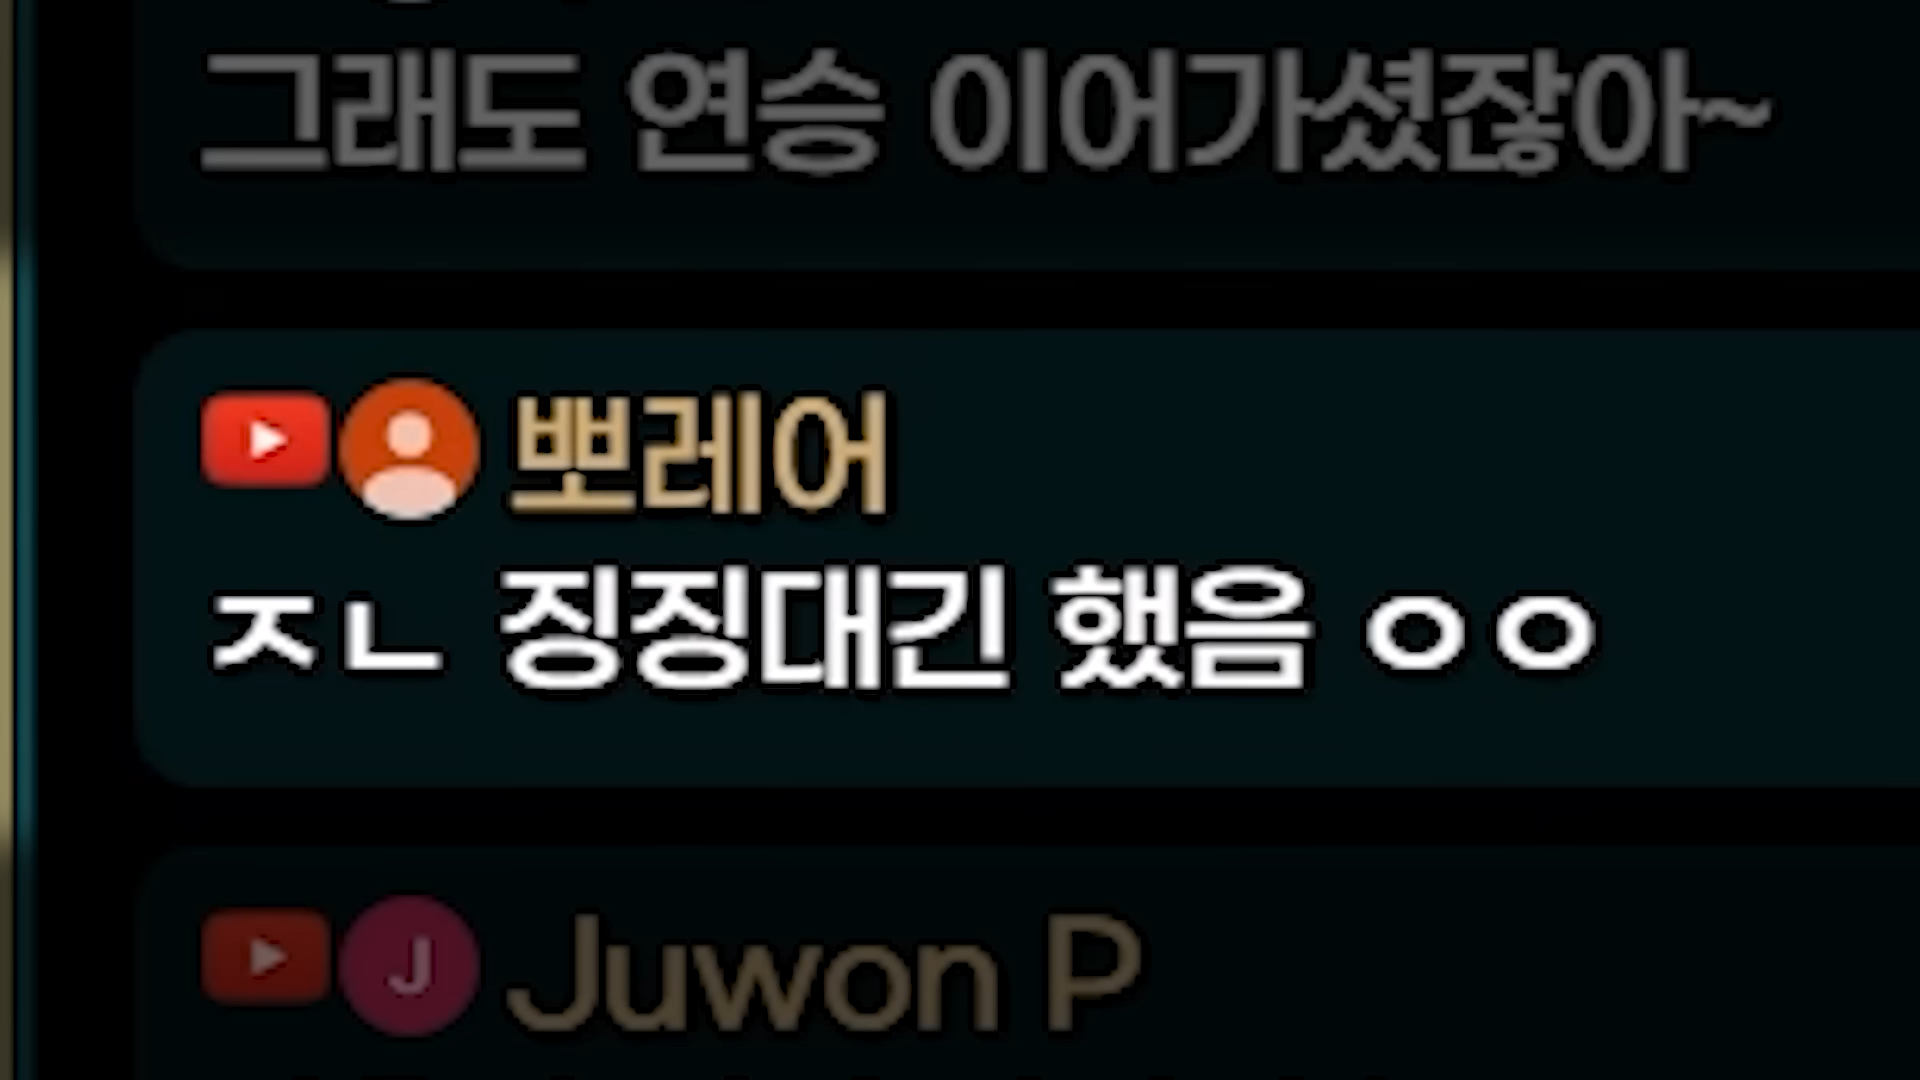 그래도 연승 이어가셨잖아~
뽀레어
ㅈㄴ 징징대긴 했음 ㅇㅇ
J
Juwon P